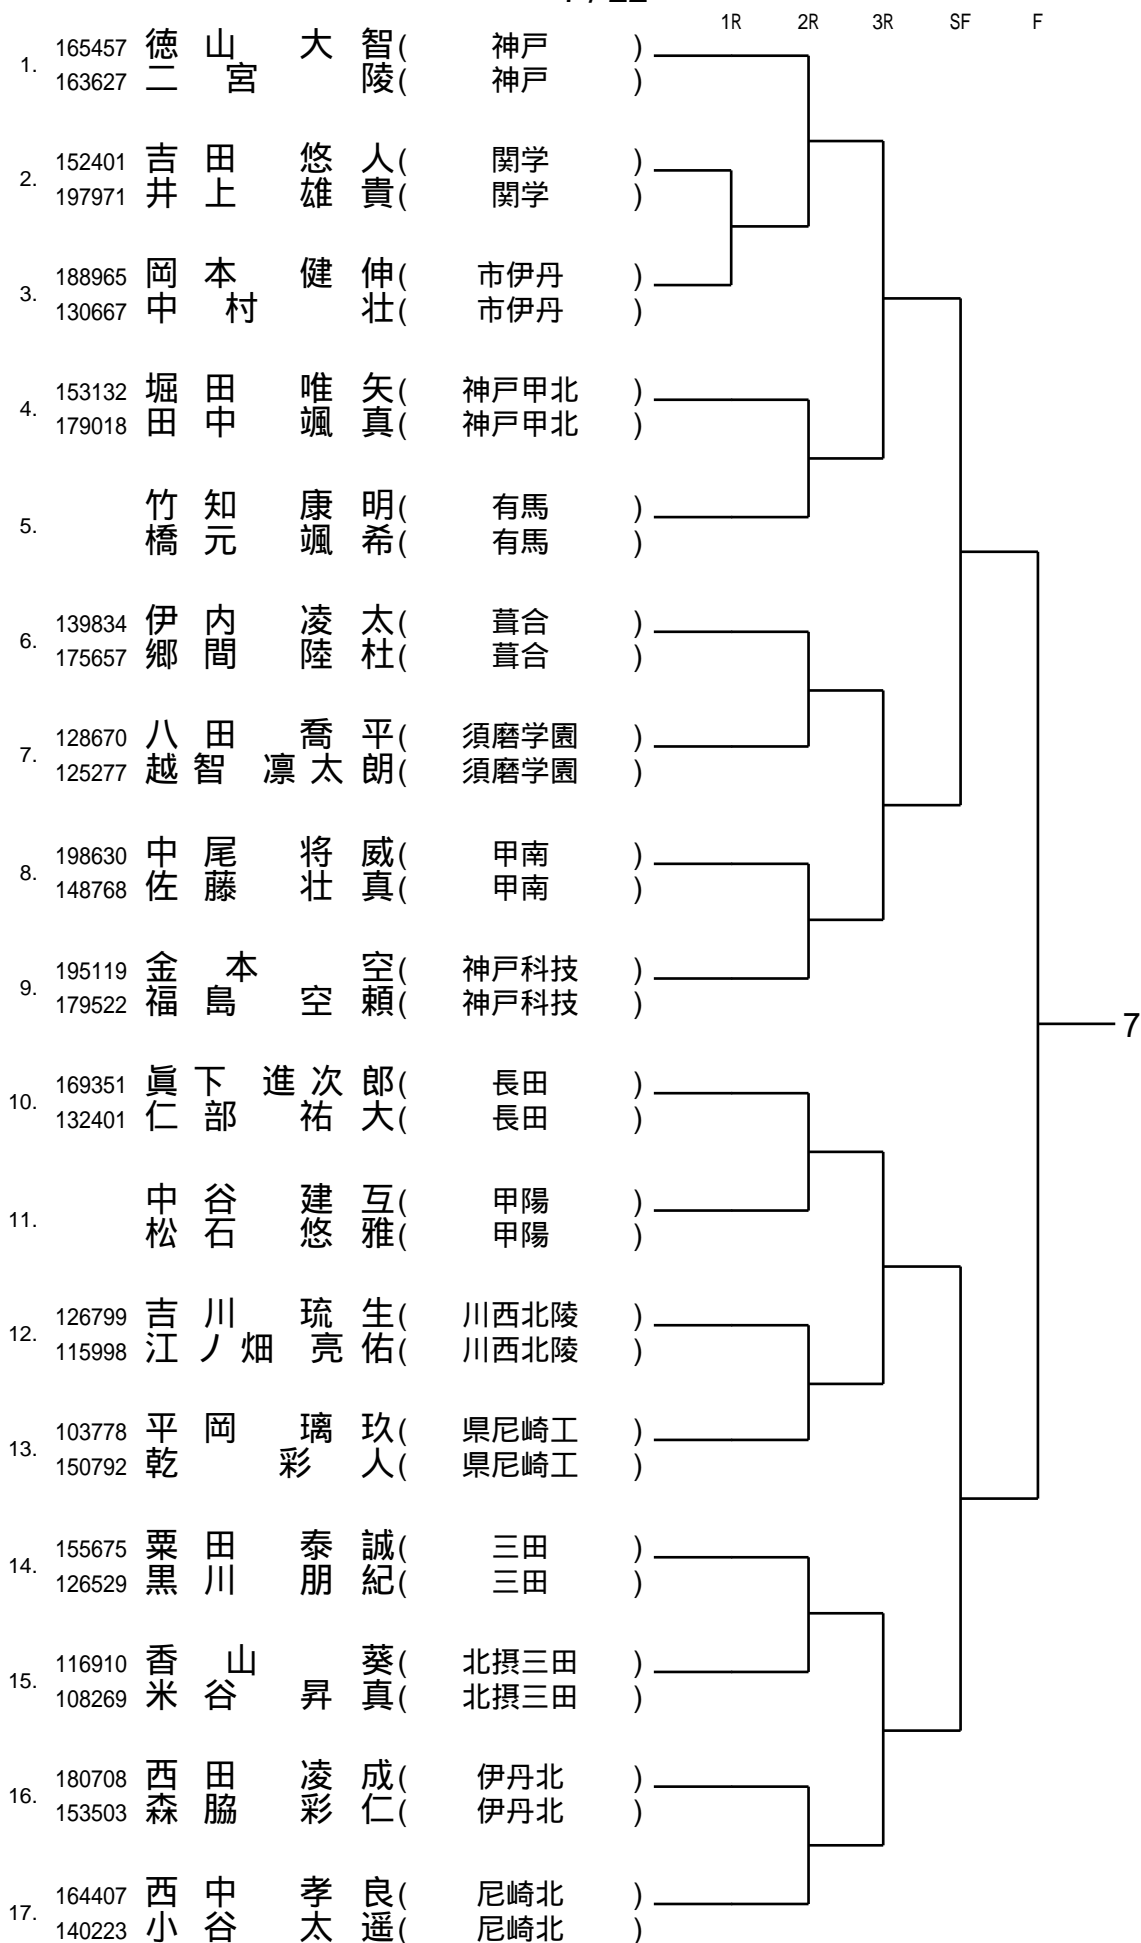 1R 2R 3R SF F
1. 165457 徳山 大智( 神戸 )
163627 二宮 陵( 神戸 )
2. 152401 吉田 悠人( 関学 )
197971 井上 雄貴( 関学 )
3. 188965 岡本 健伸( 市伊丹 )
130667 中村 壮( 市伊丹 )
4. 153132 堀田 唯矢( 神戸甲北 )
179018 田中 颯真( 神戸甲北 )
5. 竹知 康明( 有馬 )
橋元 颯希( 有馬 )
6. 139834 伊内 凌太( 葺合 )
175657 郷間 陸杜( 葺合 )
7. 128670 八田 喬平( 須磨学園 )
125277 越智 凛太朗( 須磨学園 )
8. 198630 中尾 将威( 甲南 )
148768 佐藤 壮真( 甲南 )
9. 195119 金本 空( 神戸科技 )
179522 福島 空頼( 神戸科技 )
7
10. 169351 眞下 進次郎( 長田 )
132401 仁部 祐大( 長田 )
11. 中谷 建互( 甲陽 )
松石 悠雅( 甲陽 )
12. 126799 吉川 琉生( 川西北陵 )
115998 江ノ畑 亮佑( 川西北陵 )
13. 103778 平岡 璃玖( 県尼崎工 )
150792 乾 彩人( 県尼崎工 )
14. 155675 粟田 泰誠( 三田 )
126529 黒川 朋紀( 三田 )
15. 116910 香山 葵( 北摂三田 )
108269 米谷 昇真( 北摂三田 )
16. 180708 西田 凌成( 伊丹北 )
153503 森脇 彩仁( 伊丹北 )
17. 164407 西中 孝良( 尼崎北 )
140223 小谷 太遥( 尼崎北 )